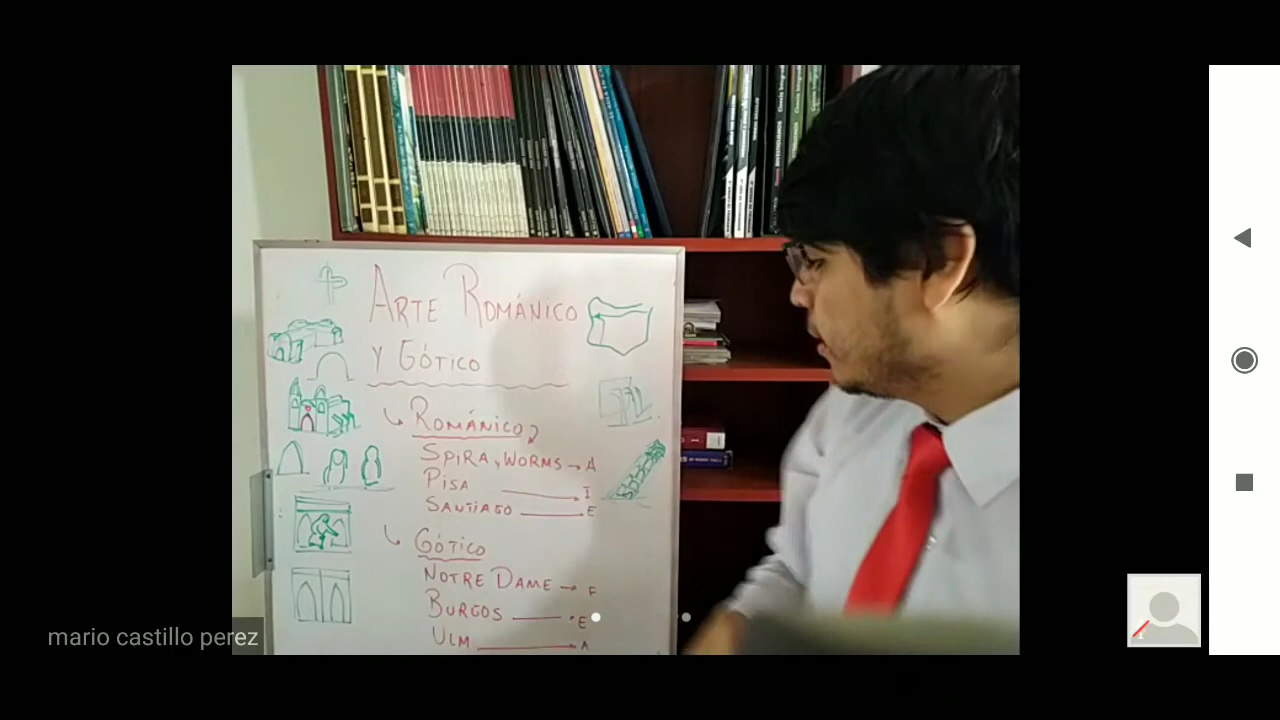 ARTE ROMÁNICO
Y GÓTICO
ROMÁNICO
SPIRA Y WORMS → A
PISA → I
SANTIAGO → E
GÓTICO
NOTRE DAME → F
BURGOS → E
ULM → A
mario castillo perez